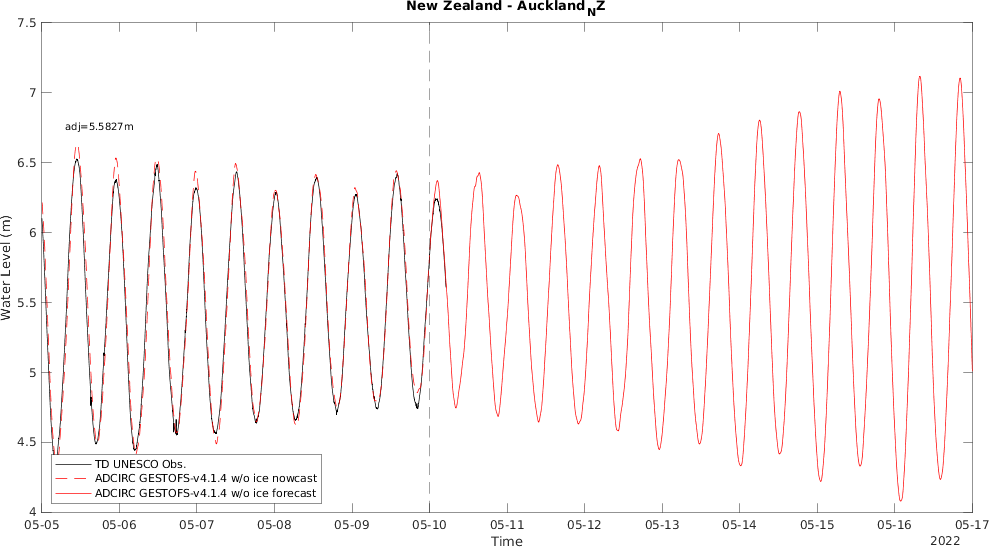 New Zealand - Auckland_NZ
7.5
7
6.5
6
5.5
5
4.5
4
Water Level (m)
adj=5.5827m
TD UNESCO Obs.
ADCIRC GESTOFS-v4.1.4 w/o ice nowcast
ADCIRC GESTOFS-v4.1.4 w/o ice forecast
05-05 05-06 05-07 05-08 05-09 05-10 05-11 05-12 05-13 05-14 05-15 05-16 05-17
Time
2022